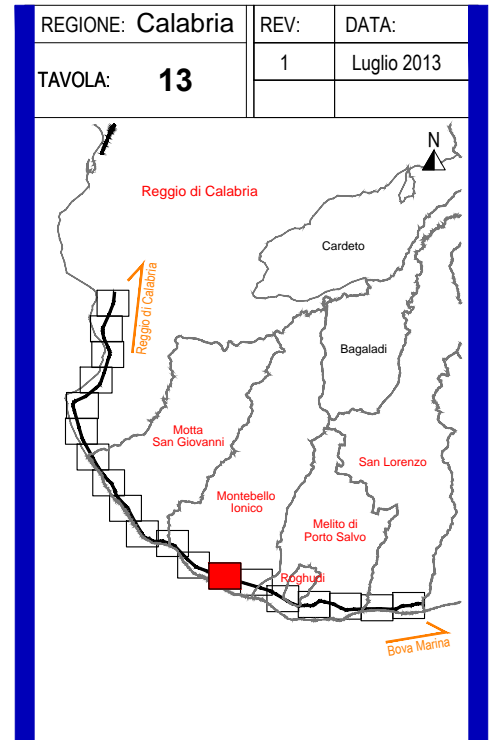 REGIONE: Calabria REV: DATA:
TAVOLA: 13 1 Luglio 2013
N
Reggio di Calabria
Cardeto
Reggio di Calabria
Bagaladi
Motta
San Giovanni
San Lorenzo
Montebello
Ionico
Melito di
Porto Salvo
Roghudi
Bova Marina